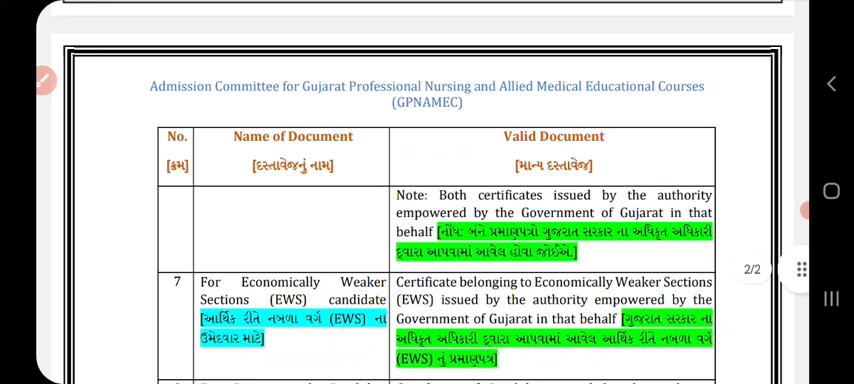 Admission Committee for Gujarat Professional Nursing and Allied Medical Educational Courses
(GPNAMEC)
No.
[ક્રમ]
Name of Document
[દસ્તાવેજનું નામ]
Valid Document
[માન્ય દસ્તાવેજ]
Note: Both certificates issued by the authority
empowered by the Government of Gujarat in that
behalf [નોંધ: બંને પ્રમાણપત્રો ગુજરાત સરકાર ના અધિકૃત અધિકારી
દ્વારા આપવામાં આવેલ હોવા જોઈએ.]
7
For Economically Weaker
Sections (EWS) candidate
[આર્થિક રીતે નબળા વર્ગ (EWS) ના
ઉમેદવાર માટે]
Certificate belonging to Economically Weaker Sections
(EWS) issued by the authority empowered by the
Government of Gujarat in that behalf [ગુજરાત સરકાર ના
અધિકૃત અધિકારી દ્વારા આપવામાં આવેલ આર્થિક રીતે નબળા વર્ગ
(EWS) નું પ્રમાણપત્ર]
2/2